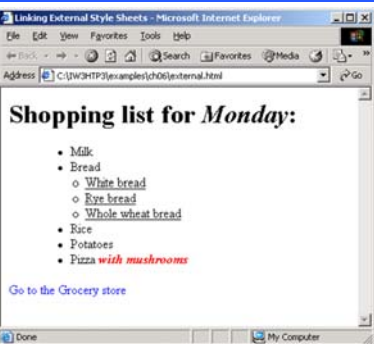 Linking External Style Sheets - Microsoft Internet Explorer
File Edit View Favorites Tools Help
Back Search Favorites Media
Address C:\IW3HTP3\examples\ch06\external.html Go
Shopping list for Monday:
• Milk
• Bread
o White bread
o Rye bread
o Whole wheat bread
• Rice
• Potatoes
• Pizza with mushrooms
Go to the Grocery store
Done My Computer